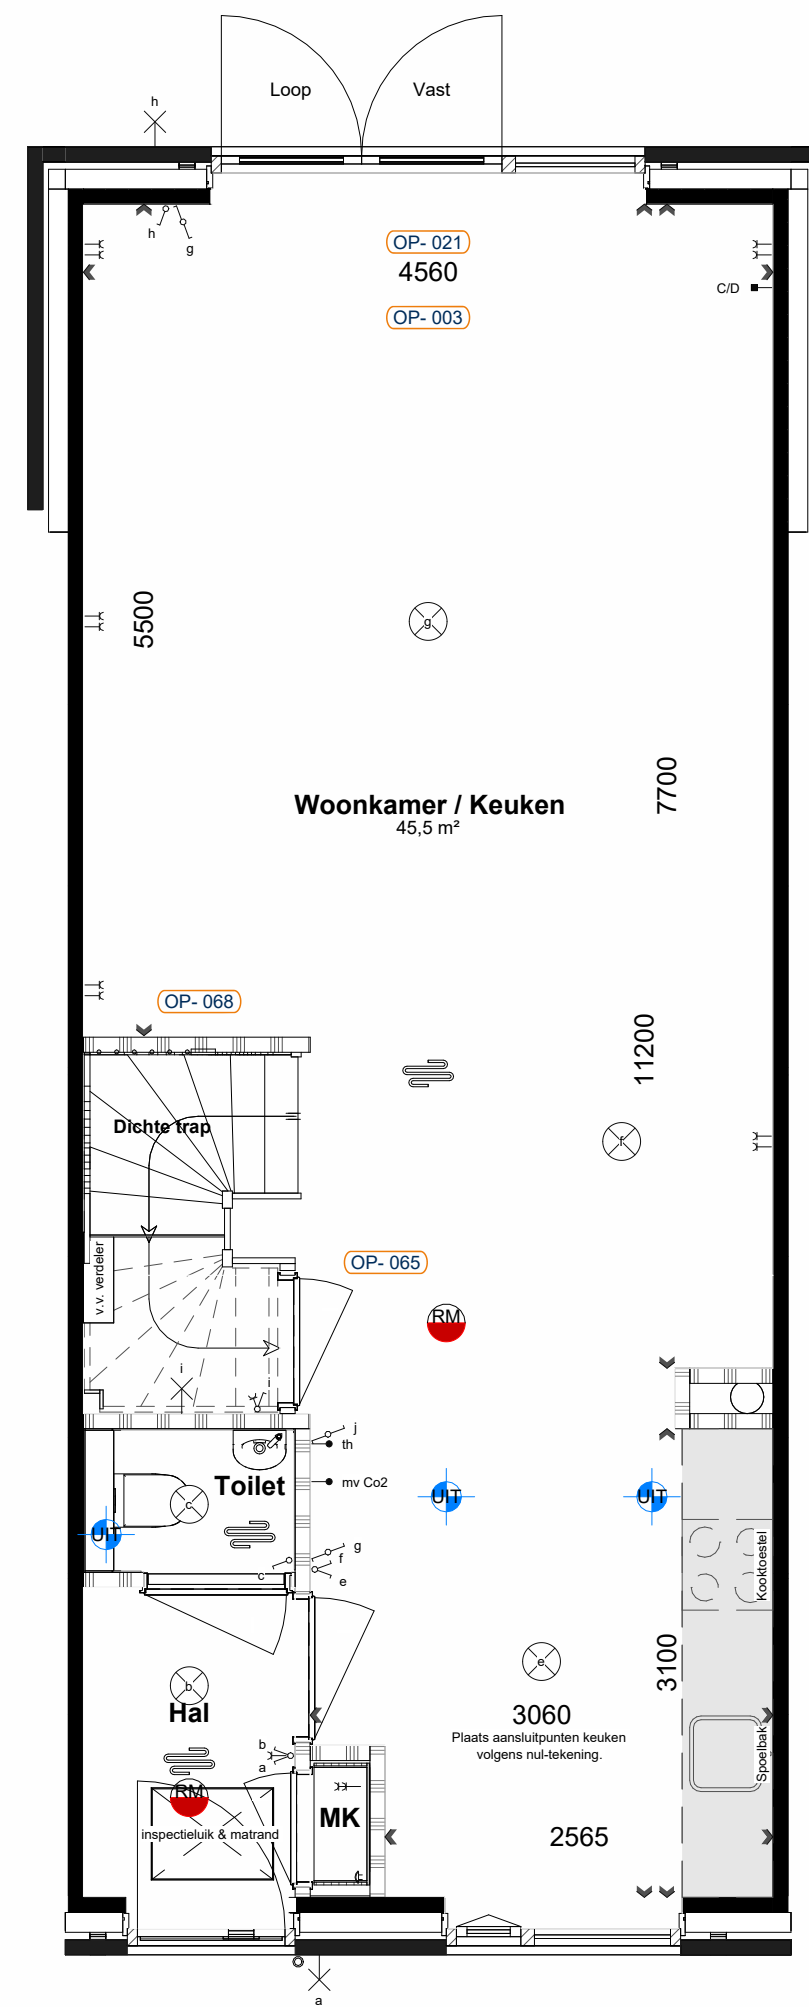 Loop
Vast
h
h
g
OP- 021
4560
C/D
OP- 003
5500
g
7700
Woonkamer / Keuken
45,5 m²
OP- 068
11200
Dichte trap
f
v.v. verdeler
OP- 065
RM
i
i
j
th
Toilet
mv Co2
UIT
UIT
c
UIT
Kooktoestel
g
f
c
e
3100
e
b
Hal
3060
Plaats aansluitpunten keuken
volgens nul-tekening.
Spoelbak
b
a
RM
MK
inspectieluik & matrand
2565
a